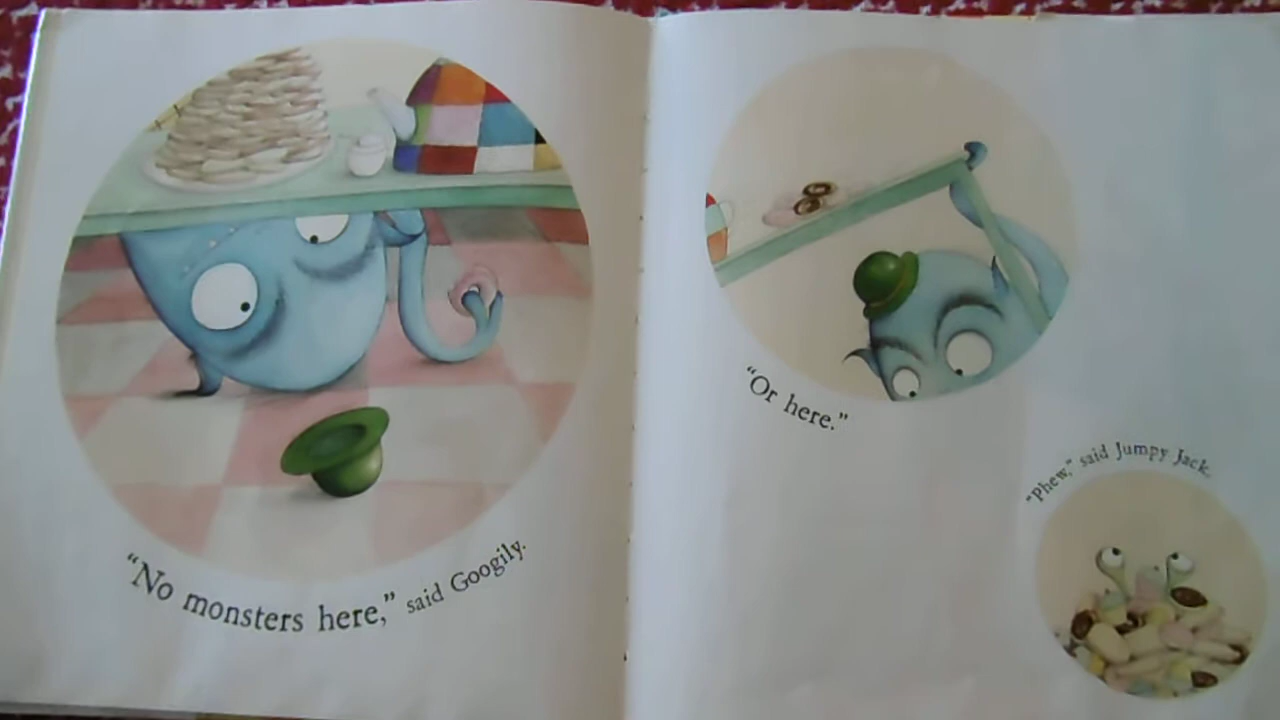 "No monsters here," said Googily.
"Or here."
"Phew," said Jumpy Jack.